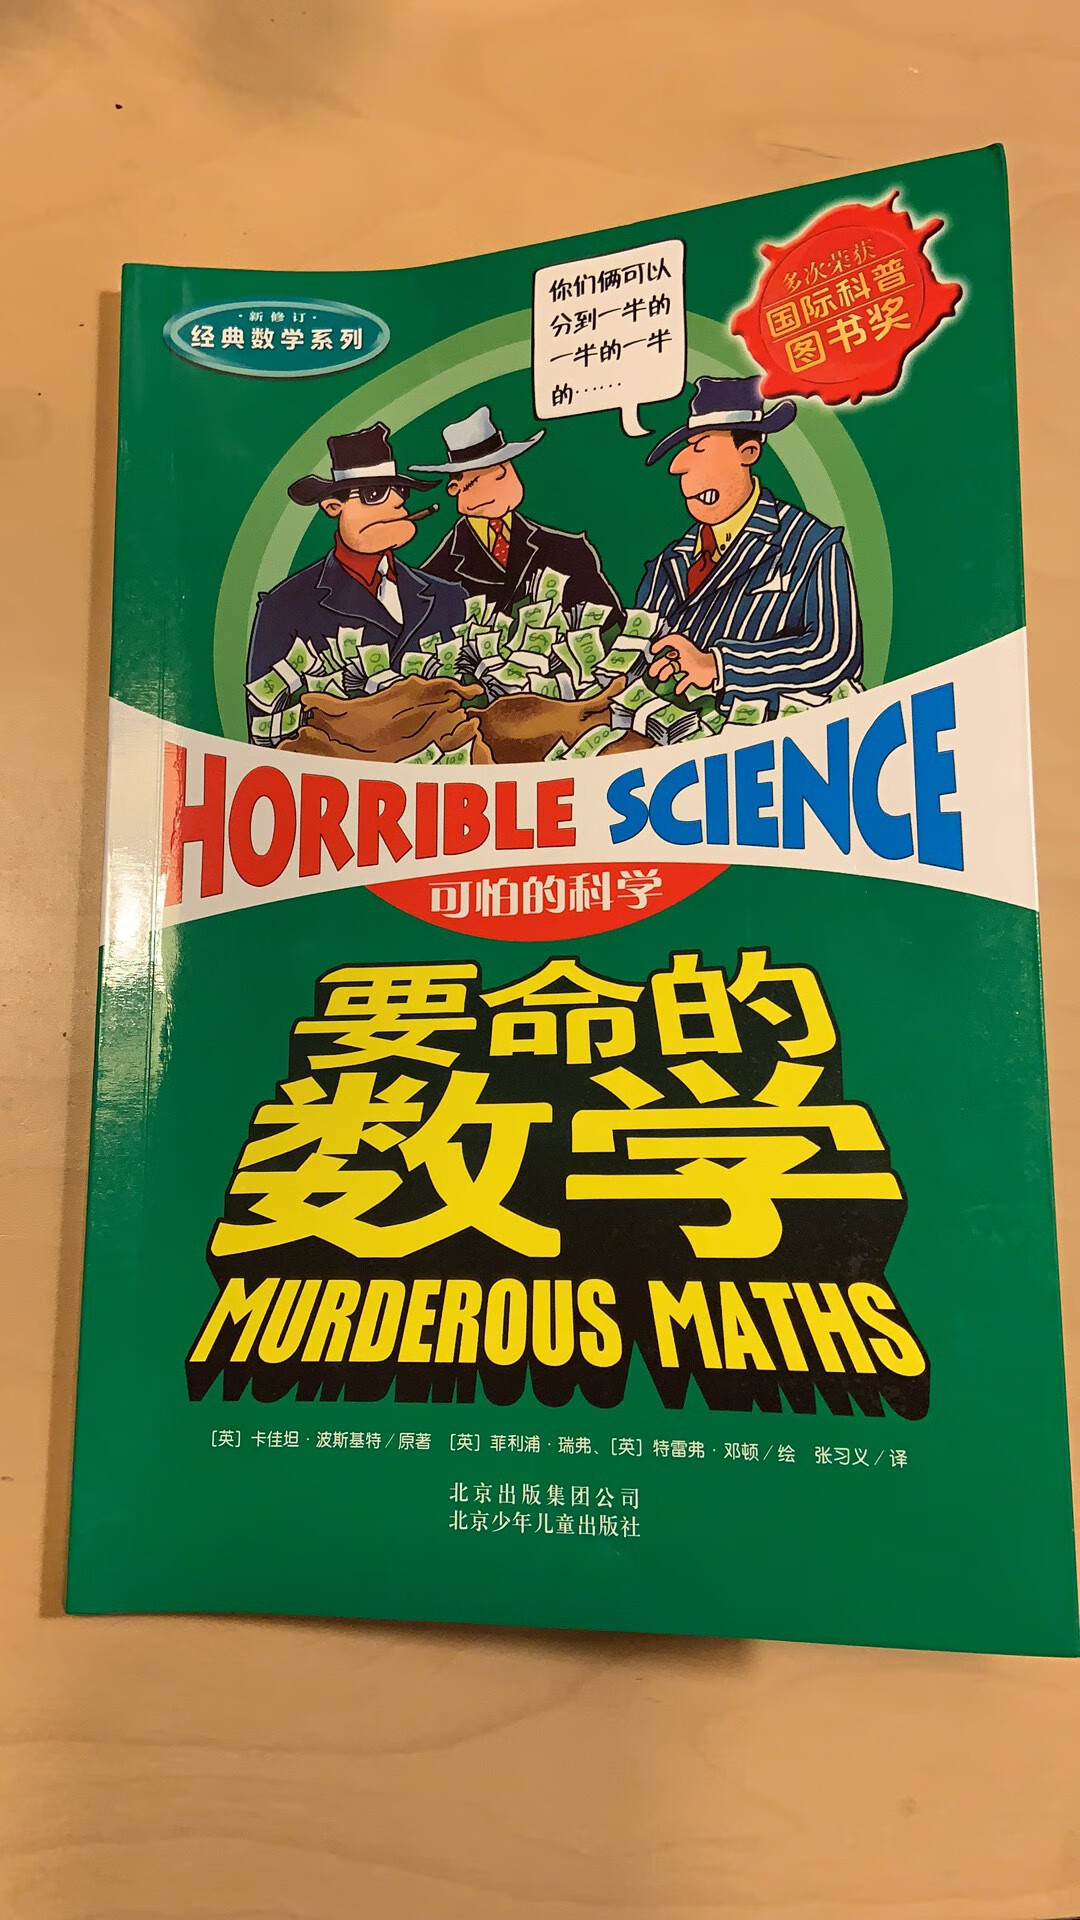 ·新修订·
经典数学系列
你们俩可以
分到一半的
一半的一半
的……
多次荣获
国际科普
图书奖
HORRIBLE SCIENCE
可怕的科学
要命的
数学
MURDEROUS MATHS
［英］卡佳坦·波斯基特／原著 ［英］菲利浦·瑞弗、［英］特雷弗·邓顿／绘 张习义／译
北京出版集团公司
北京少年儿童出版社